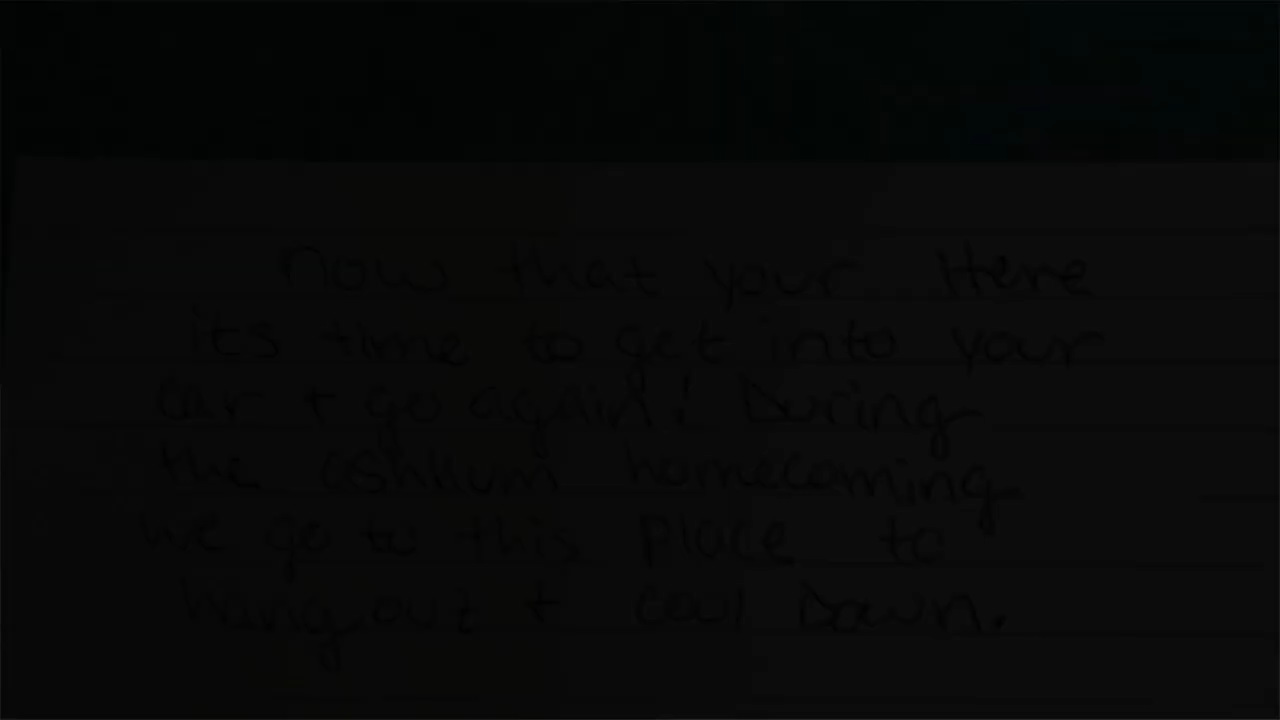 now that your Here
its time to get into your
car + go again! During
the ashkum homecoming
we go to this place to
hang out + cool Down.